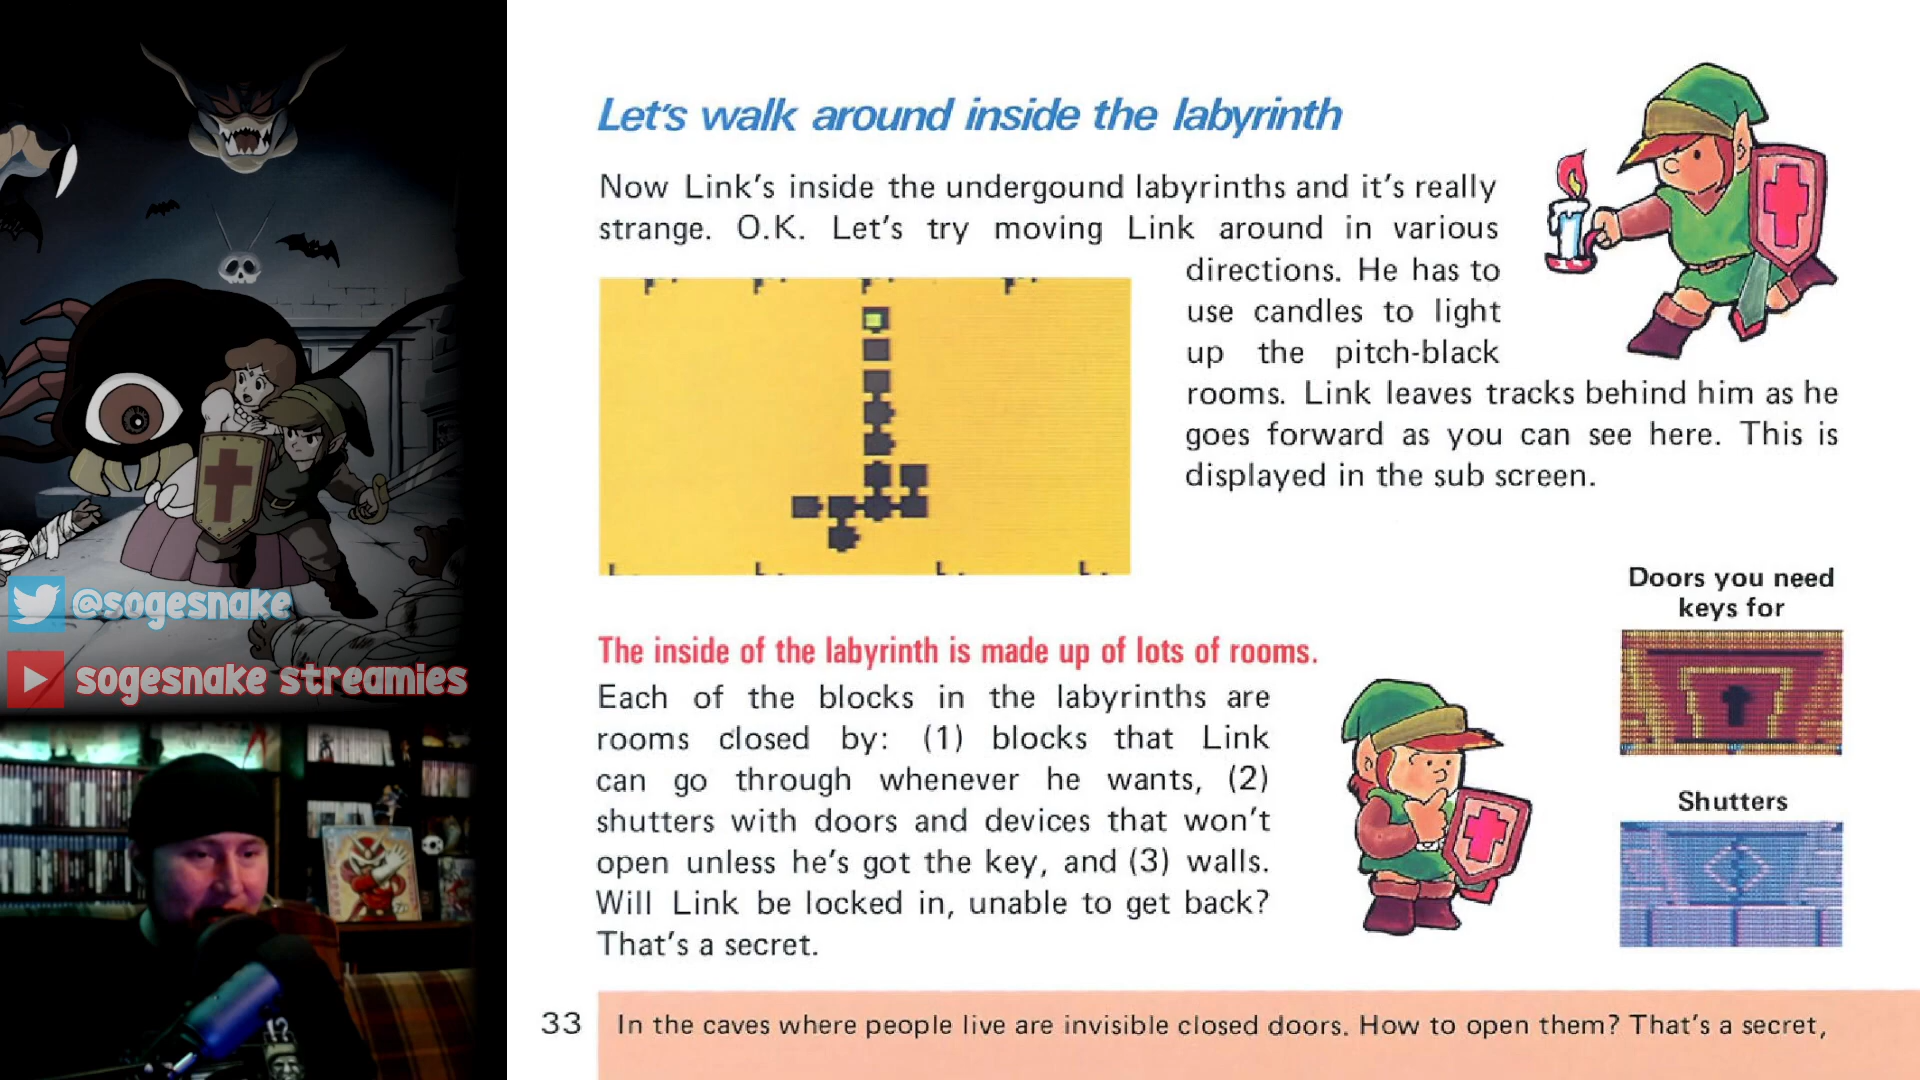 Let's walk around inside the labyrinth
Now Link's inside the undergound labyrinths and it's really
strange. O.K. Let's try moving Link around in various
directions. He has to
use candles to light
up the pitch-black
rooms. Link leaves tracks behind him as he
goes forward as you can see here. This is
displayed in the sub screen.
Doors you need
keys for
The inside of the labyrinth is made up of lots of rooms.
Each of the blocks in the labyrinths are
rooms closed by: (1) blocks that Link
can go through whenever he wants, (2)
shutters with doors and devices that won't
open unless he's got the key, and (3) walls.
Will Link be locked in, unable to get back?
That's a secret.
Shutters
33
In the caves where people live are invisible closed doors. How to open them? That's a secret,
@sogesnake
sogesnake streamies